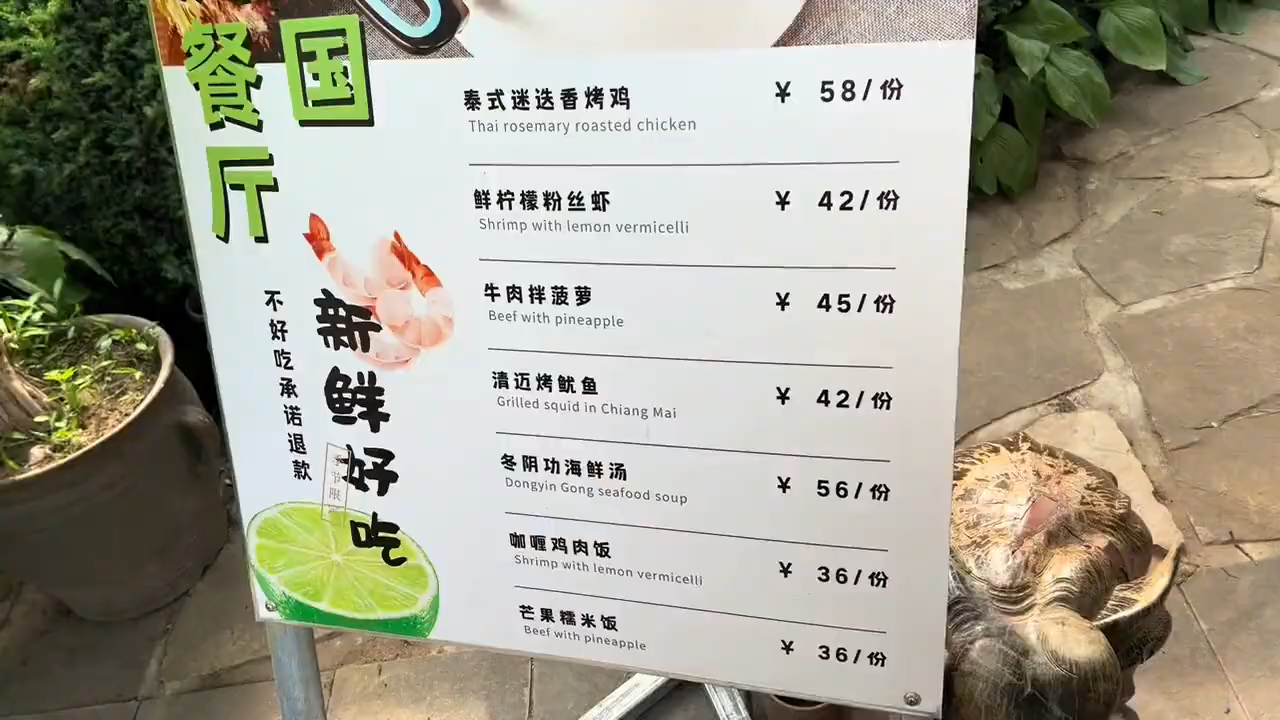 国
餐厅
新鲜好吃
不好吃承诺退款
泰式迷迭香烤鸡 ¥ 58/份
Thai rosemary roasted chicken
鲜柠檬粉丝虾 ¥ 42/份
Shrimp with lemon vermicelli
牛肉拌菠萝 ¥ 45/份
Beef with pineapple
清迈烤鱿鱼 ¥ 42/份
Grilled squid in Chiang Mai
冬阴功海鲜汤 ¥ 56/份
Dongyin Gong seafood soup
咖喱鸡肉饭 ¥ 36/份
Shrimp with lemon vermicelli
芒果糯米饭 ¥ 36/份
Beef with pineapple